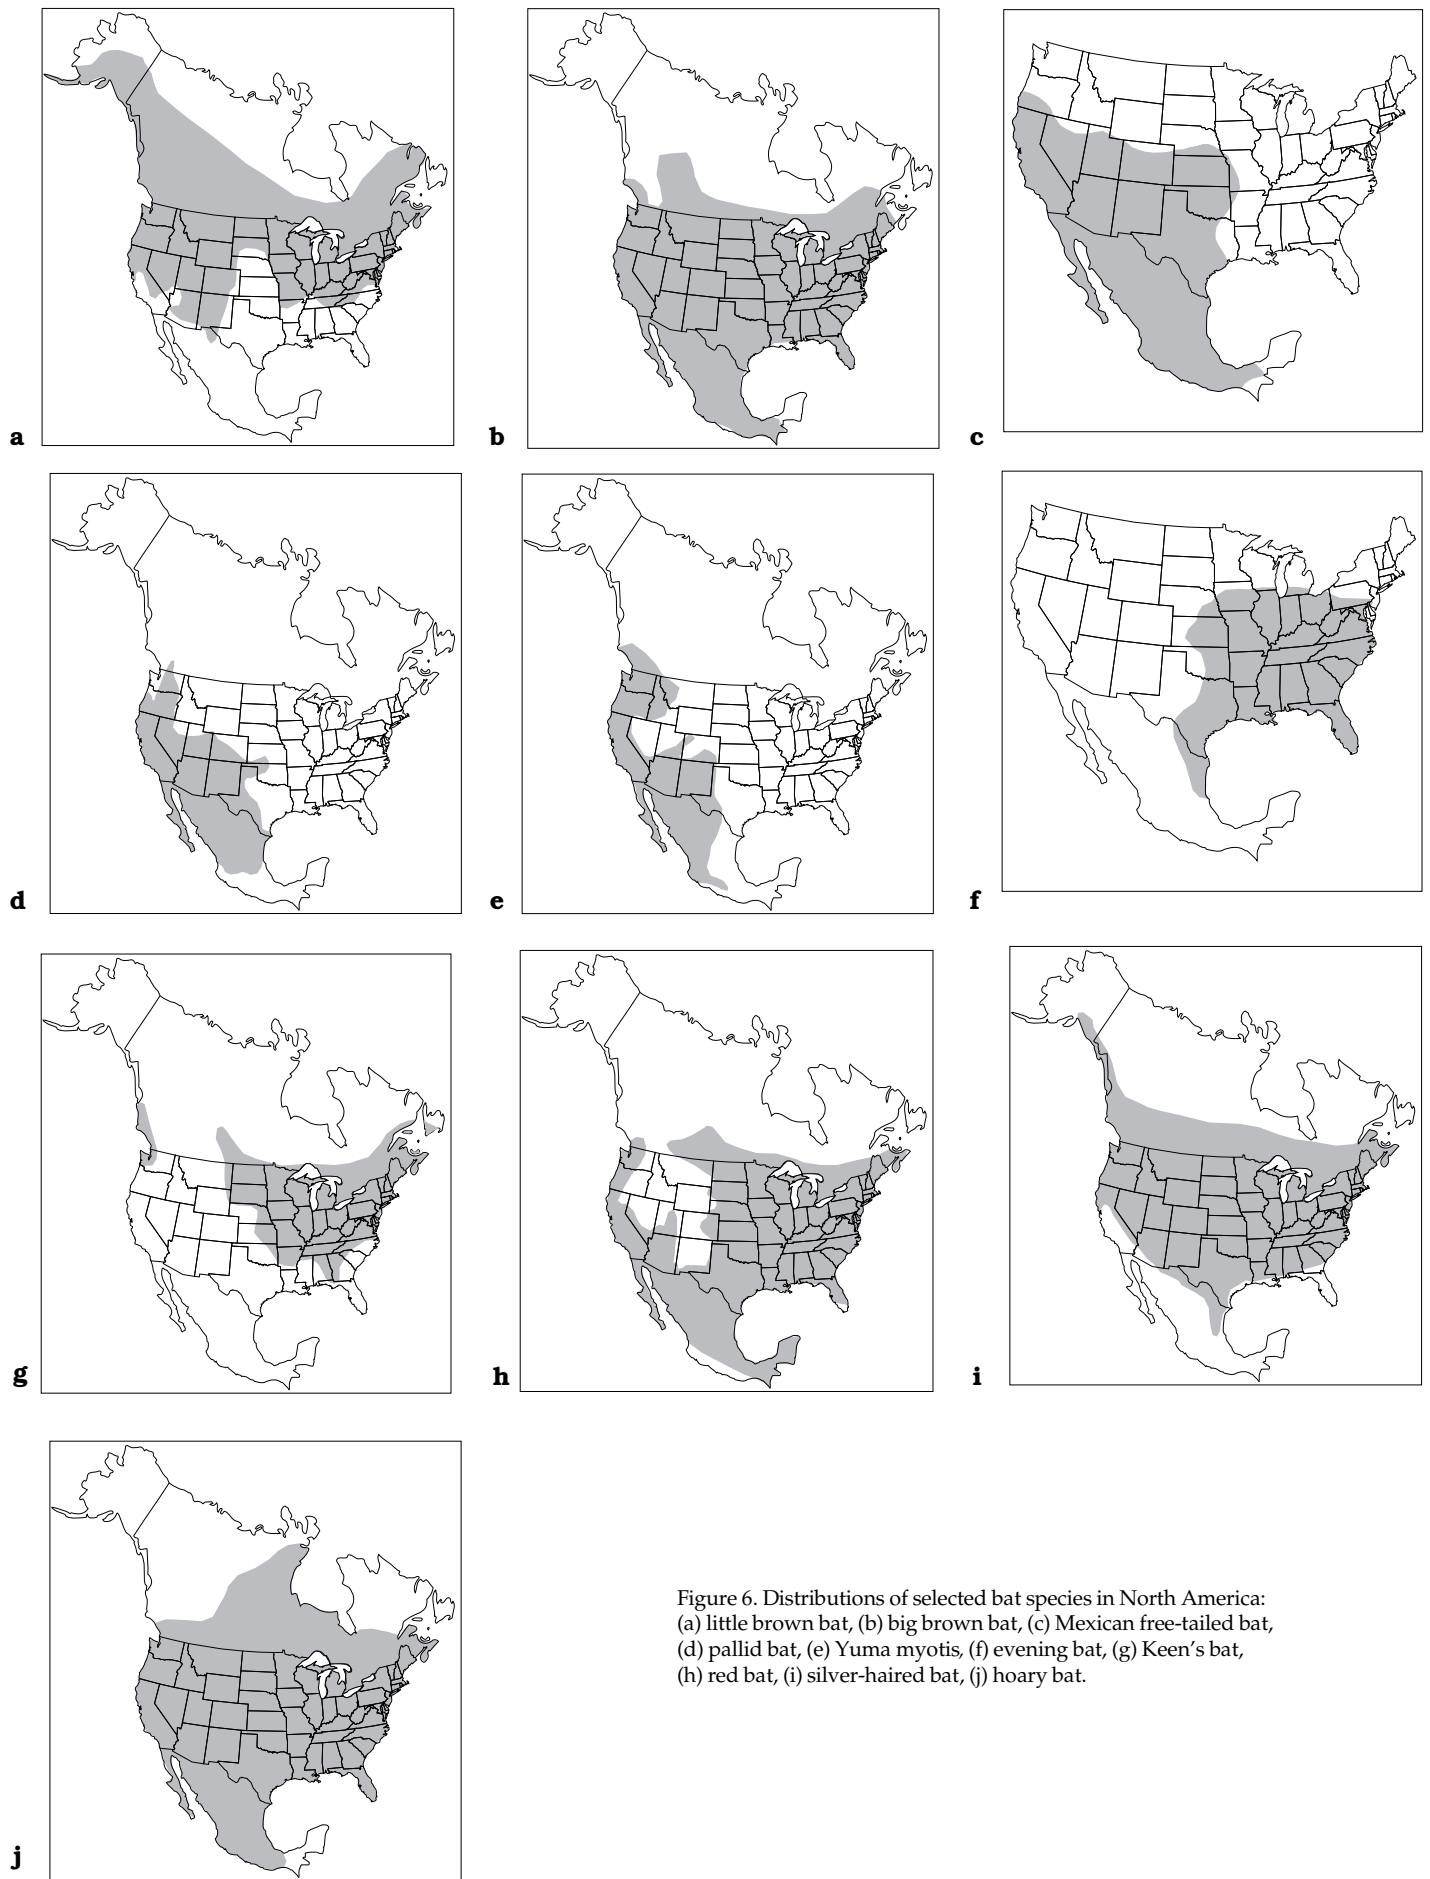 a
b
c
d
e
f
g
h
i
j
Figure 6. Distributions of selected bat species in North America:
(a) little brown bat, (b) big brown bat, (c) Mexican free-tailed bat,
(d) pallid bat, (e) Yuma myotis, (f) evening bat, (g) Keen's bat,
(h) red bat, (i) silver-haired bat, (j) hoary bat.